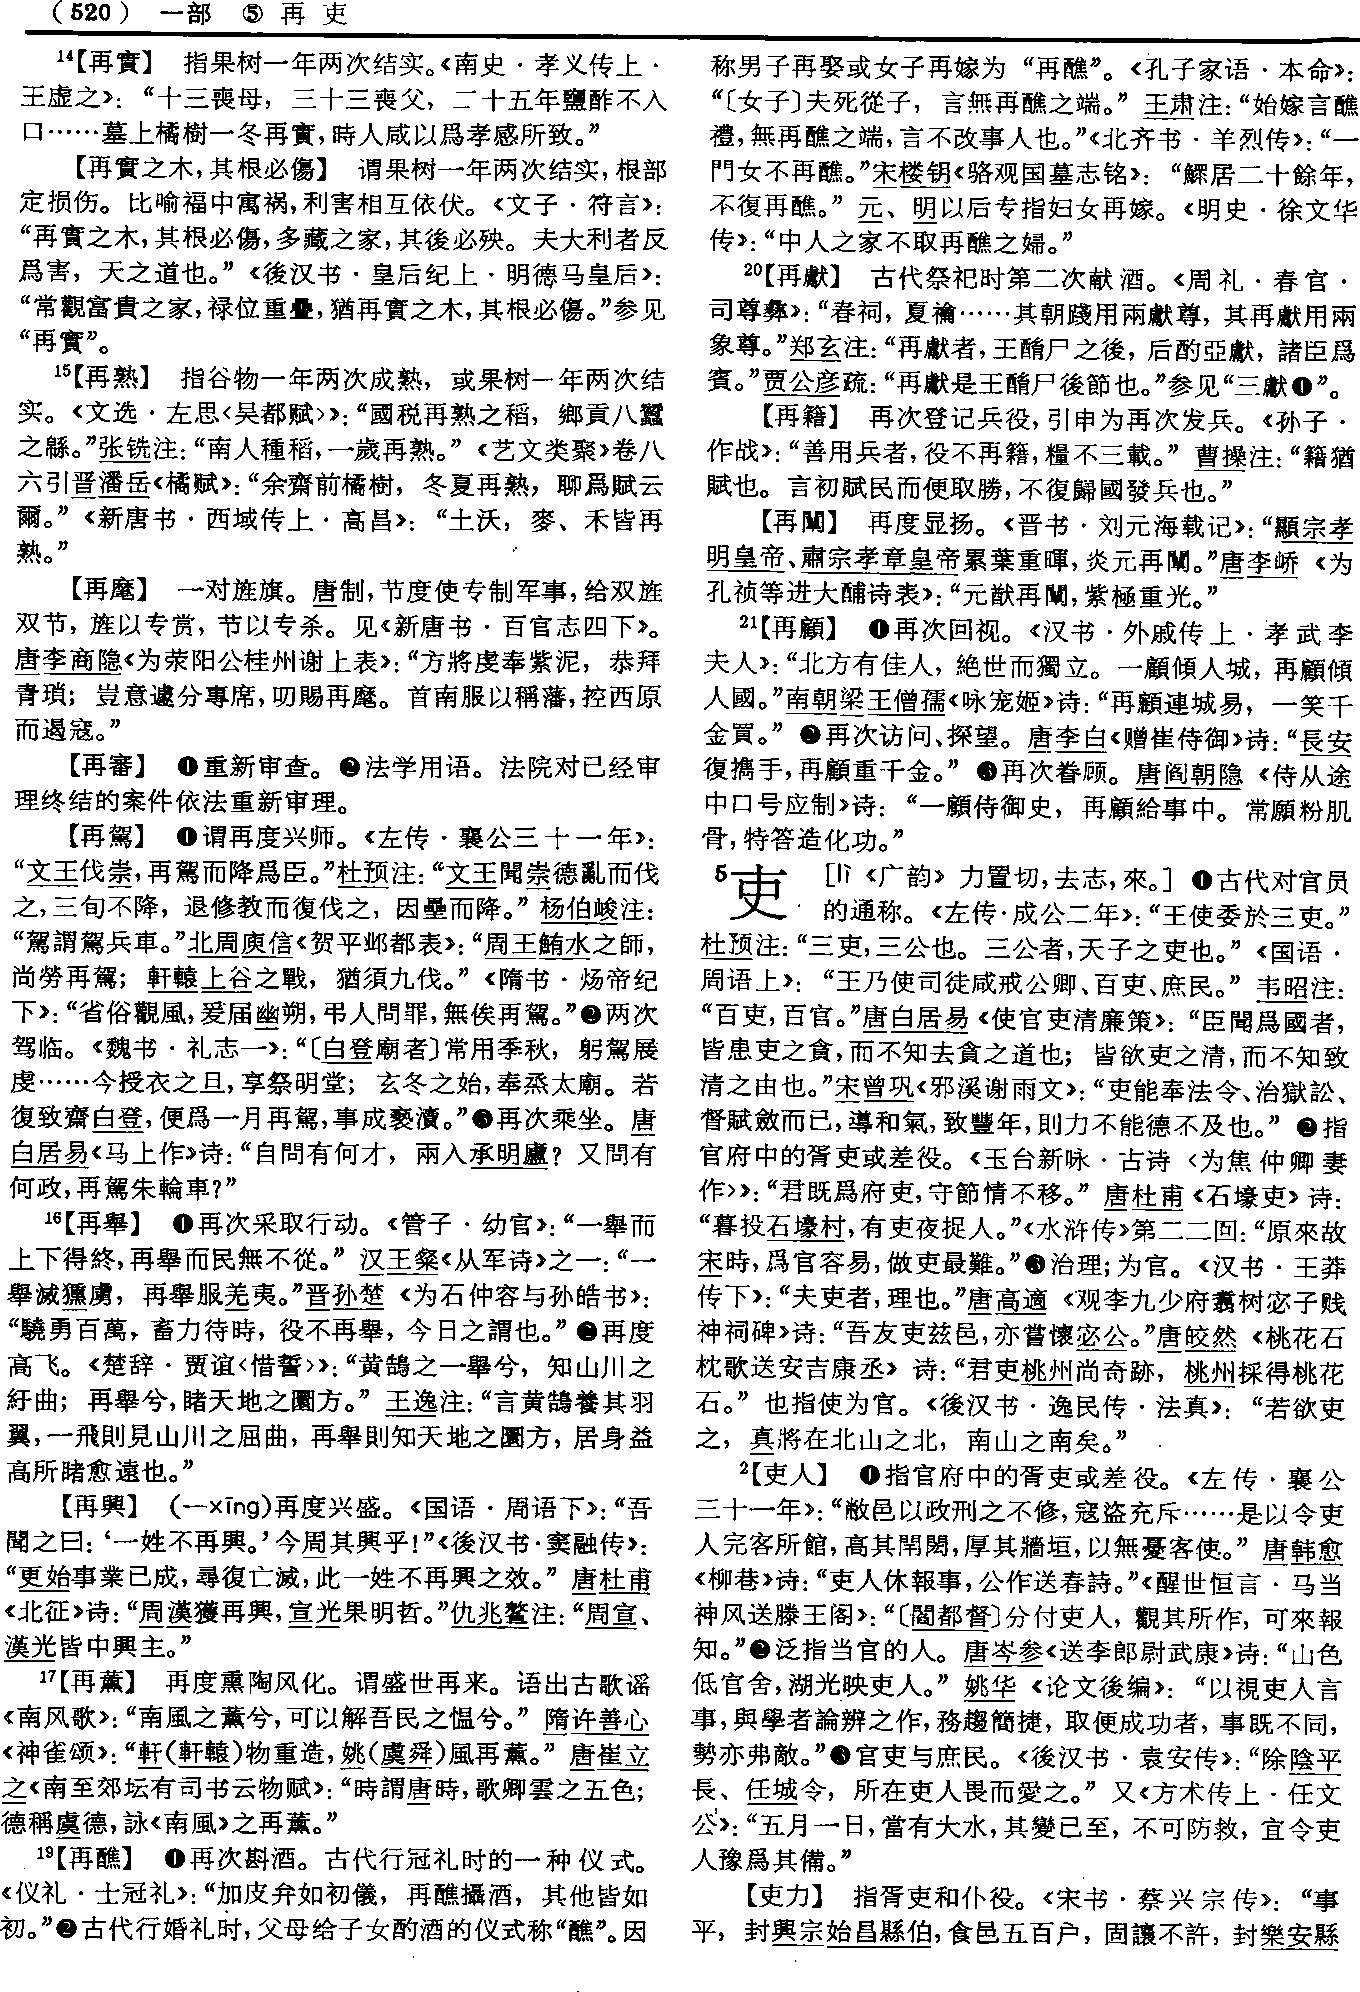 (520) 一部 ⑤ 再 吏
14【再實】 指果树一年两次结实。《南史·孝义传上·
王虚之》：“十三喪母，三十三喪父，二十五年鹽酢不入
口……墓上橘樹一冬再實，時人咸以爲孝感所致。”
【再實之木，其根必傷】 谓果树一年两次结实，根部
定损伤。比喻福中寓祸，利害相互依伏。《文子·符言》：
“再實之木，其根必傷，多藏之家，其後必殃。夫大利者反
爲害，天之道也。”《後汉书·皇后纪上·明德马皇后》：
“常觀富貴之家，禄位重疊，猶再實之木，其根必傷。”参见
“再實”。
15【再熟】 指谷物一年两次成熟，或果树一年两次结
实。《文选·左思〈吴都赋〉》：“國税再熟之稻，鄉貢八蠶
之緜。”张铣注：“南人種稻，一歲再熟。”《艺文类聚》卷八
六引晋潘岳《橘赋》：“余齋前橘樹，冬夏再熟，聊爲賦云
爾。”《新唐书·西域传上·高昌》：“土沃，麥、禾皆再
熟。”
【再麾】 一对旌旗。唐制，节度使专制军事，给双旌
双节，旌以专赏，节以专杀。见《新唐书·百官志四下》。
唐李商隐《为荥阳公桂州谢上表》：“方將虔奉紫泥，恭拜
青瑣；豈意遽分專席，叨賜再麾。首南服以稱藩，控西原
而遏寇。”
【再審】 ❶重新审查。❷法学用语。法院对已经审
理终结的案件依法重新审理。
【再駕】 ❶谓再度兴师。《左传·襄公三十一年》：
“文王伐崇，再駕而降爲臣。”杜预注：“文王聞崇德亂而伐
之，三旬不降，退修教而復伐之，因壘而降。”杨伯峻注：
“駕謂駕兵車。”北周庾信《贺平邺都表》：“周王鮪水之師，
尚勞再駕；軒轅上谷之戰，猶須九伐。”《隋书·炀帝纪
下》：“省俗觀風，爰届幽朔，弔人問罪，無俟再駕。”❷两次
驾临。《魏书·礼志一》：“〔白登廟者〕常用季秋，躬駕展
虔……今授衣之旦，享祭明堂；玄冬之始，奉烝太廟。若
復致齋白登，便爲一月再駕，事成褻瀆。”❸再次乘坐。唐
白居易《马上作》诗：“自問有何才，兩入承明廬？又問有
何政，再駕朱輪車？”
16【再舉】 ❶再次采取行动。《管子·幼官》：“一舉而
上下得終，再舉而民無不從。”汉王粲《从军诗》之一：“一
舉滅獯虜，再舉服羌夷。”晋孙楚《为石仲容与孙皓书》：
“驍勇百萬，畜力待時，役不再舉，今日之謂也。”❷再度
高飞。《楚辞·贾谊〈惜誓〉》：“黄鵠之一舉兮，知山川之
紆曲；再舉兮，睹天地之圜方。”王逸注：“言黄鵠養其羽
翼，一飛則見山川之屈曲，再舉則知天地之圜方，居身益
高所睹愈遠也。”
【再興】 (一xīng)再度兴盛。《国语·周语下》：“吾
聞之曰：‘一姓不再興。’今周其興乎！”《後汉书·窦融传》：
“更始事業已成，尋復亡滅，此一姓不再興之效。”唐杜甫
《北征》诗：“周漢獲再興，宣光果明哲。”仇兆鳌注：“周宣、
漢光皆中興主。”
17【再薰】 再度熏陶风化。谓盛世再来。语出古歌谣
《南风歌》：“南風之薰兮，可以解吾民之愠兮。”隋许善心
《神雀颂》：“軒(軒轅)物重造，姚(虞舜)風再薰。”唐崔立
之《南至郊坛有司书云物赋》：“時謂唐時，歌卿雲之五色；
德稱虞德，詠《南風》之再薰。”
19【再醮】 ❶再次斟酒。古代行冠礼时的一种仪式。
《仪礼·士冠礼》：“加皮弁如初儀，再醮攝酒，其他皆如
初。”❷古代行婚礼时，父母给子女酌酒的仪式称“醮”。因
称男子再娶或女子再嫁为“再醮”。《孔子家语·本命》：
“〔女子〕夫死從子，言無再醮之端。”王肃注：“始嫁言醮
禮，無再醮之端，言不改事人也。”《北齐书·羊烈传》：“一
門女不再醮。”宋楼钥《骆观国墓志铭》：“鰥居二十餘年，
不復再醮。”元、明以后专指妇女再嫁。《明史·徐文华
传》：“中人之家不取再醮之婦。”
20【再獻】 古代祭祀时第二次献酒。《周礼·春官·
司尊彝》：“春祠，夏禴……其朝踐用兩獻尊，其再獻用兩
象尊。”郑玄注：“再獻者，王酳尸之後，后酌亞獻，諸臣爲
賓。”贾公彦疏：“再獻是王酳尸後節也。”参见“三獻❶”。
【再籍】 再次登记兵役，引申为再次发兵。《孙子·
作战》：“善用兵者，役不再籍，糧不三載。”曹操注：“籍猶
賦也。言初賦民而便取勝，不復歸國發兵也。”
【再闡】 再度显扬。《晋书·刘元海载记》：“顯宗孝
明皇帝、肅宗孝章皇帝累葉重暉，炎元再闡。”唐李峤《为
孔祯等进大酺诗表》：“元猷再闡，紫極重光。”
21【再顧】 ❶再次回视。《汉书·外戚传上·孝武李
夫人》：“北方有佳人，絶世而獨立。一顧傾人城，再顧傾
人國。”南朝梁王僧孺《咏宠姬》诗：“再顧連城易，一笑千
金買。”❷再次访问、探望。唐李白《赠崔侍御》诗：“長安
復攜手，再顧重千金。”❸再次眷顾。唐阎朝隐《侍从途
中口号应制》诗：“一顧侍御史，再顧給事中。常願粉肌
骨，特答造化功。”
5吏 [lì《广韵》力置切，去志，來。] ❶古代对官员
的通称。《左传·成公二年》：“王使委於三吏。”
杜预注：“三吏，三公也。三公者，天子之吏也。”《国语·
周语上》：“王乃使司徒咸戒公卿、百吏、庶民。”韦昭注：
“百吏，百官。”唐白居易《使官吏清廉策》：“臣聞爲國者，
皆患吏之貪，而不知去貪之道也；皆欲吏之清，而不知致
清之由也。”宋曾巩《邪溪谢雨文》：“吏能奉法令、治獄訟、
督賦斂而已，導和氣，致豐年，則力不能德不及也。”❷指
官府中的胥吏或差役。《玉台新咏·古诗〈为焦仲卿妻
作〉》：“君既爲府吏，守節情不移。”唐杜甫《石壕吏》诗：
“暮投石壕村，有吏夜捉人。”《水浒传》第二二回：“原來故
宋時，爲官容易，做吏最難。”❸治理；为官。《汉书·王莽
传下》：“夫吏者，理也。”唐高適《观李九少府翥树宓子贱
神祠碑》诗：“吾友吏兹邑，亦嘗懷宓公。”唐皎然《桃花石
枕歌送安吉康丞》诗：“君吏桃州尚奇跡，桃州採得桃花
石。”也指使为官。《後汉书·逸民传·法真》：“若欲吏
之，真將在北山之北，南山之南矣。”
2【吏人】 ❶指官府中的胥吏或差役。《左传·襄公
三十一年》：“敝邑以政刑之不修，寇盗充斥……是以令吏
人完客所館，高其閈閎，厚其牆垣，以無憂客使。”唐韩愈
《柳巷》诗：“吏人休報事，公作送春詩。”《醒世恒言·马当
神风送滕王阁》：“〔閻都督〕分付吏人，觀其所作，可來報
知。”❷泛指当官的人。唐岑参《送李郎尉武康》诗：“山色
低官舍，湖光映吏人。”姚华《论文後编》：“以視吏人言
事，與學者論辨之作，務趨簡捷，取便成功者，事既不同，
勢亦弗敵。”❸官吏与庶民。《後汉书·袁安传》：“除陰平
長、任城令，所在吏人畏而愛之。”又《方术传上·任文
公》：“五月一日，當有大水，其變已至，不可防救，宜令吏
人豫爲其備。”
【吏力】 指胥吏和仆役。《宋书·蔡兴宗传》：“事
平，封興宗始昌縣伯，食邑五百户，固讓不許，封樂安縣